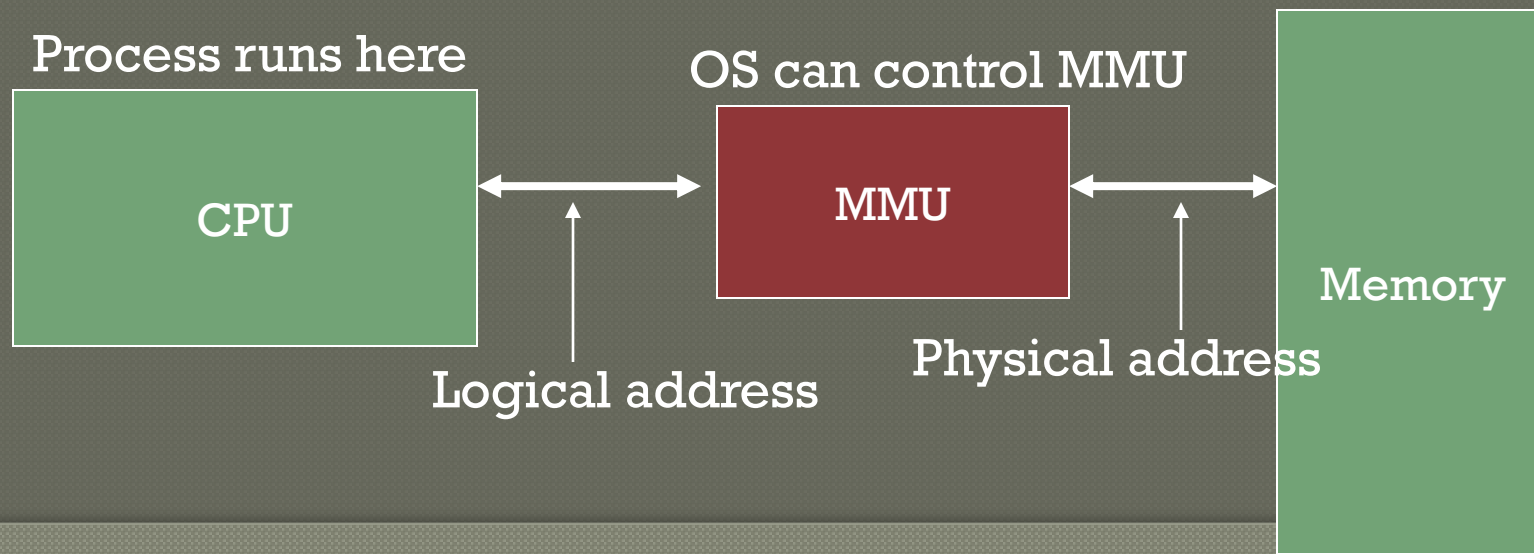 Process runs here
OS can control MMU
CPU
MMU
Memory
Logical address
Physical address